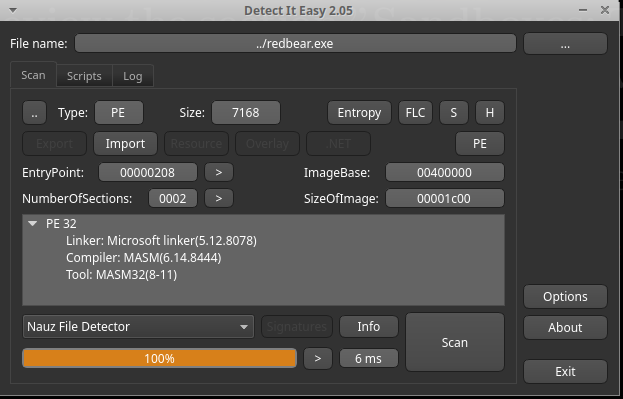 Detect It Easy 2.05
File name: ../redbear.exe ...
Scan Scripts Log
.. Type: PE Size: 7168 Entropy FLC S H
Export Import Resource Overlay .NET PE
EntryPoint: 00000208 > ImageBase: 00400000
NumberOfSections: 0002 > SizeOfImage: 00001c00
PE 32
Linker: Microsoft linker(5.12.8078)
Compiler: MASM(6.14.8444)
Tool: MASM32(8-11)
Options
Nauz File Detector Signatures Info Scan About
100% > 6 ms Exit